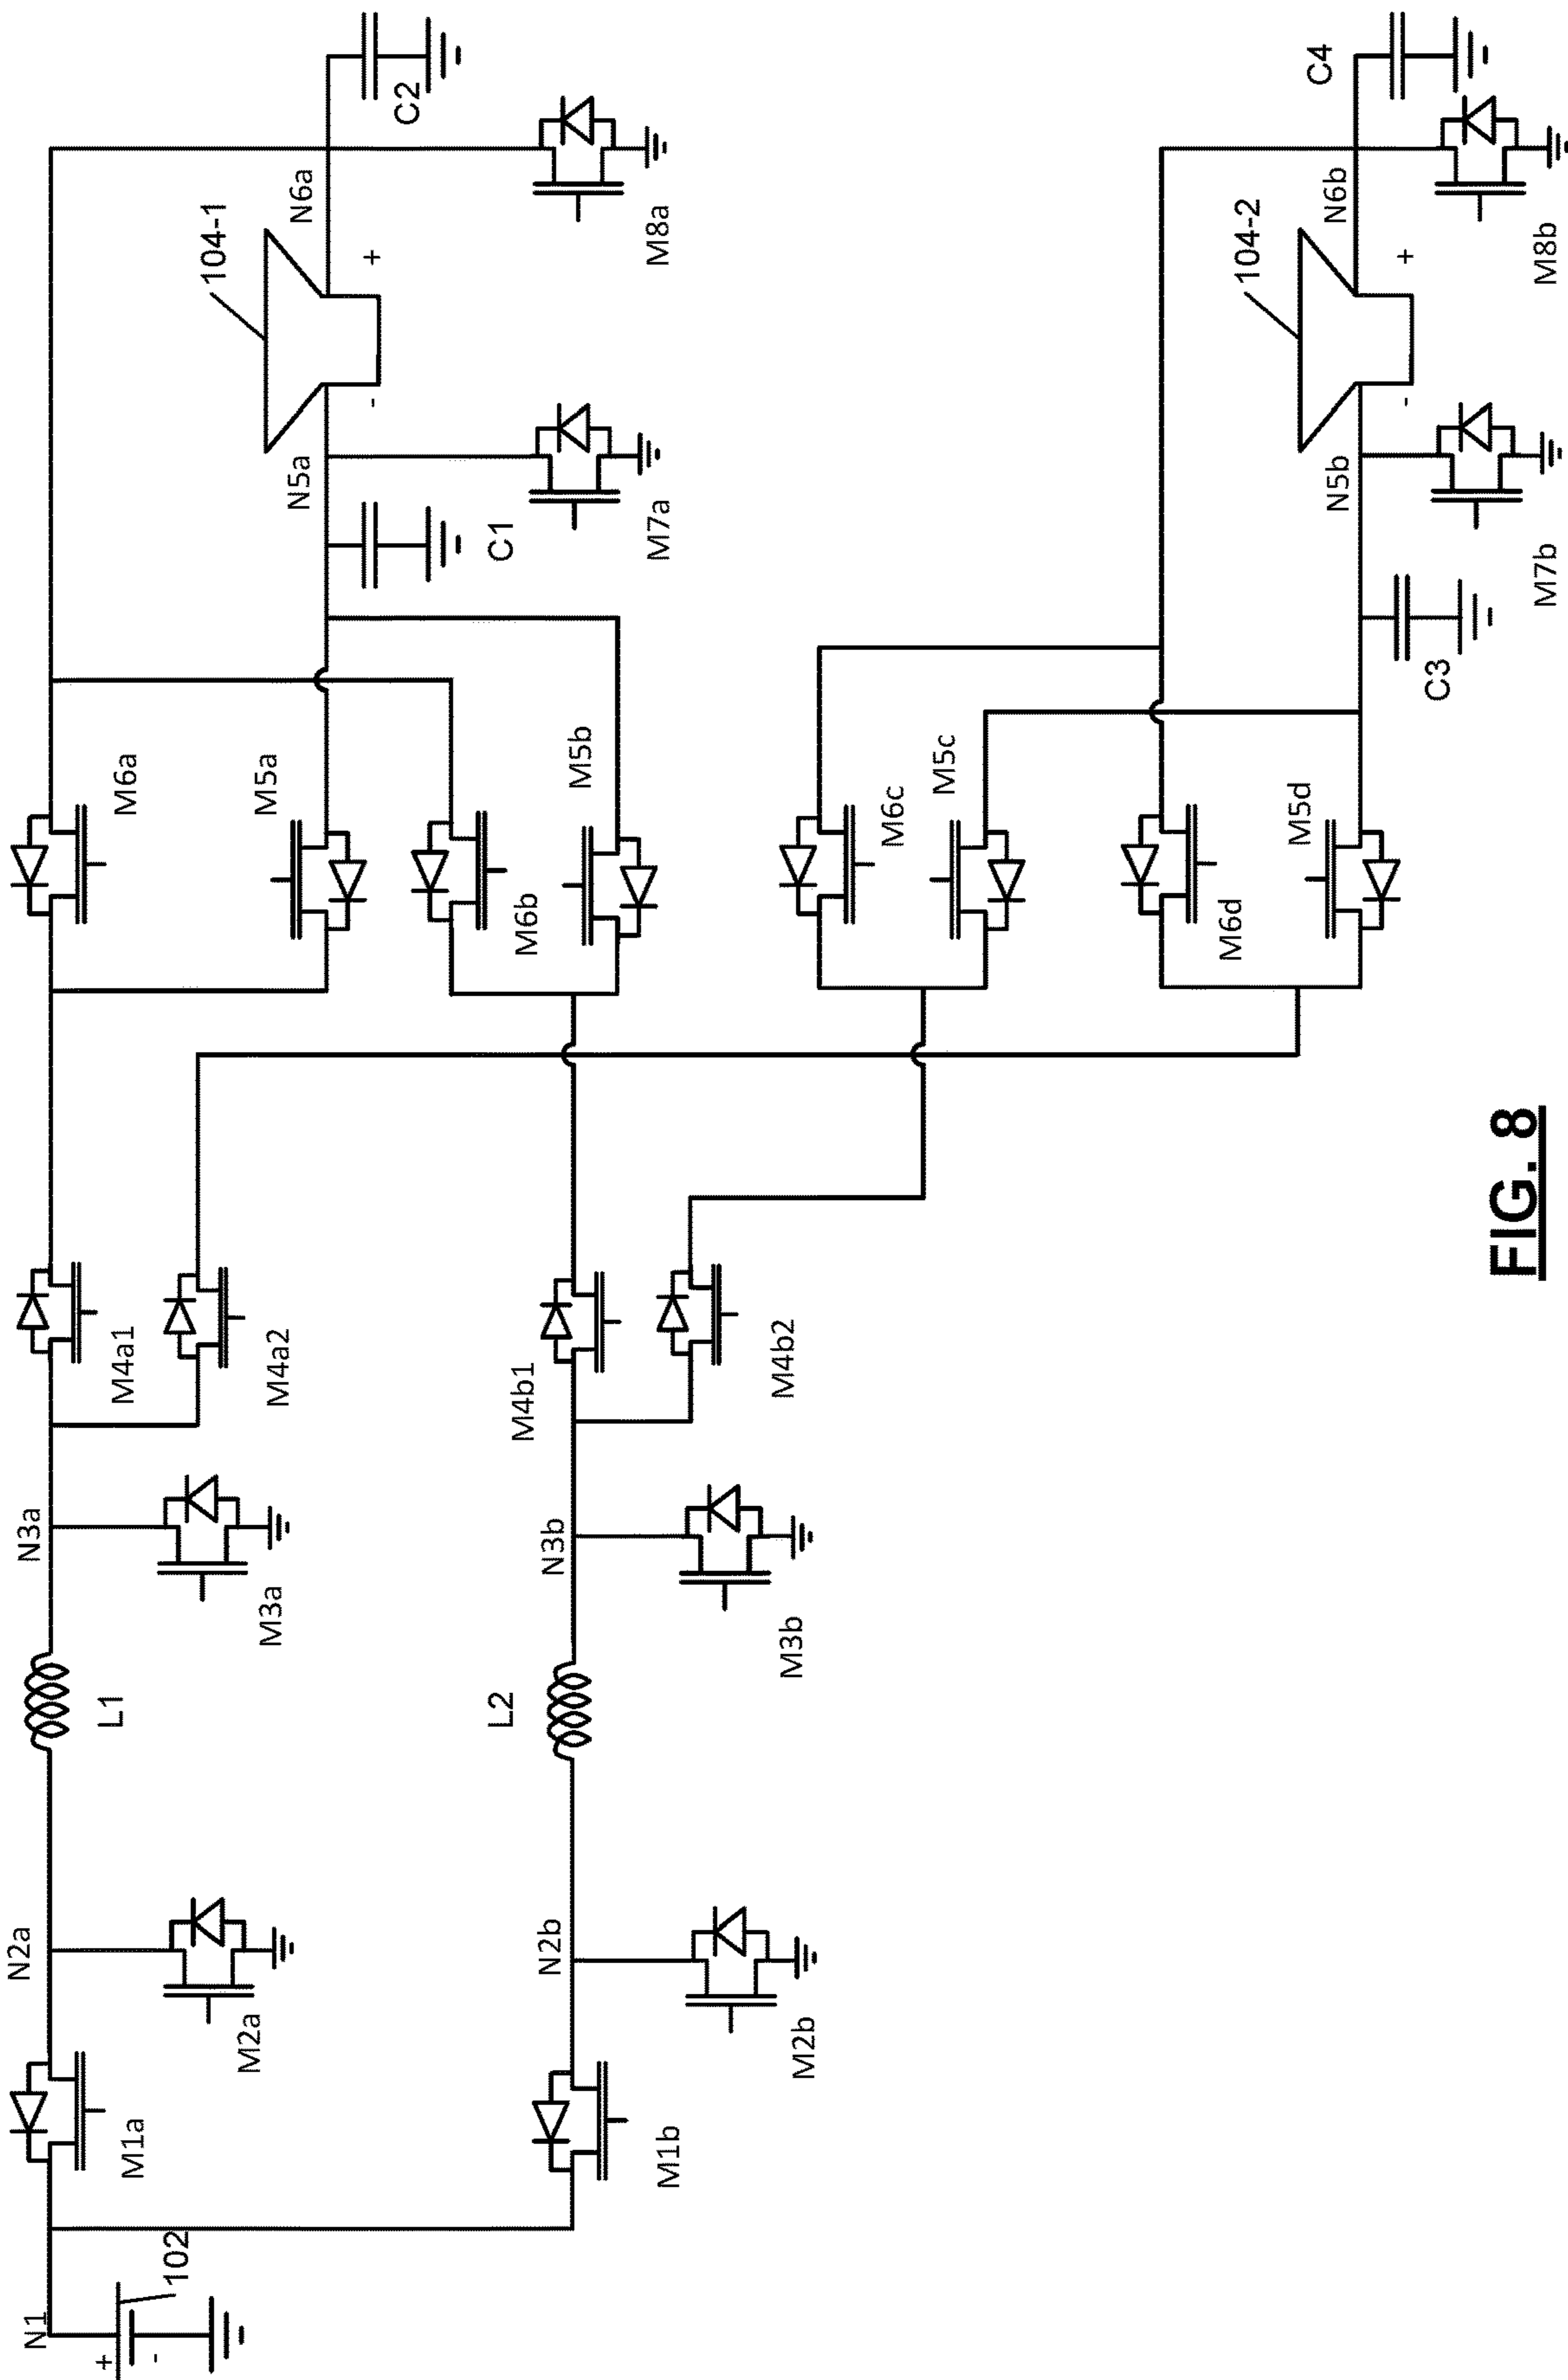 N1
+
-
102
M1a
N2a
M2a
L1
N3a
M3a
M4a1
M4a2
M6a
M5a
M6b
M5b
N5a
C1
M7a
104-1
-
+
N6a
C2
M8a
M1b
N2b
M2b
L2
N3b
M3b
M4b1
M4b2
M6c
M5c
M6d
M5d
C3
N5b
M7b
104-2
-
+
N6b
C4
M8b
FIG. 8